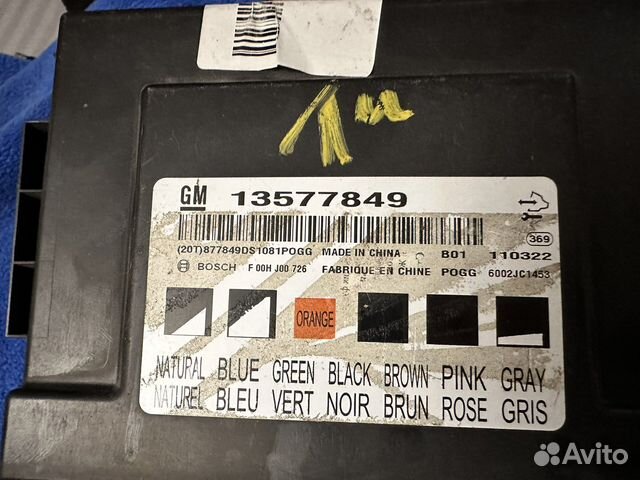 1
GM 13577849
369
(20T)877849DS1081POGG MADE IN CHINA B01 110322
BOSCH F 00H J00 726 FABRIQUE EN CHINE POGG 6002JC1453
ORANGE
NATURAL BLUE GREEN BLACK BROWN PINK GRAY
NATUREL BLEU VERT NOIR BRUN ROSE GRIS
Avito